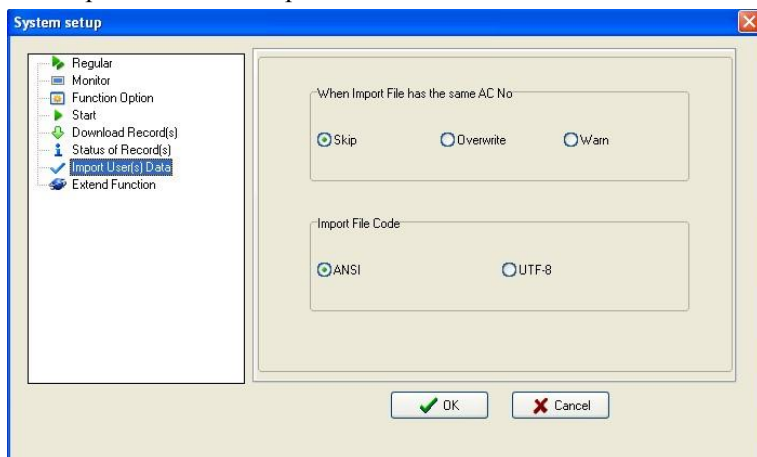 System setup
Regular
Monitor
Function Option
Start
Download Record(s)
Status of Record(s)
Import User(s) Data
Extend Function
When Import File has the same AC No
Skip Overwrite Warn
Import File Code
ANSI UTF-8
OK Cancel